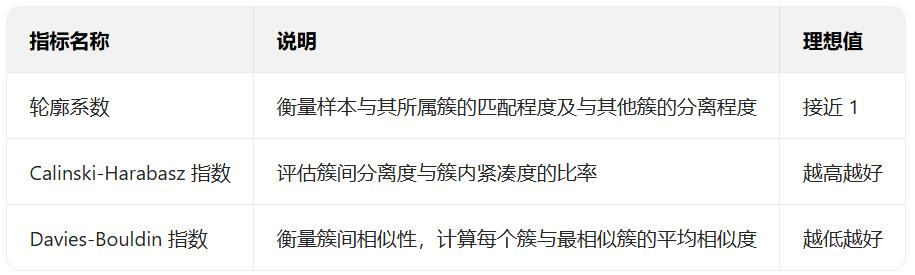 指标名称 说明 理想值
轮廓系数 衡量样本与其所属簇的匹配程度及与其他簇的分离程度 接近 1
Calinski-Harabasz 指数 评估簇间分离度与簇内紧凑度的比率 越高越好
Davies-Bouldin 指数 衡量簇间相似性，计算每个簇与最相似簇的平均相似度 越低越好